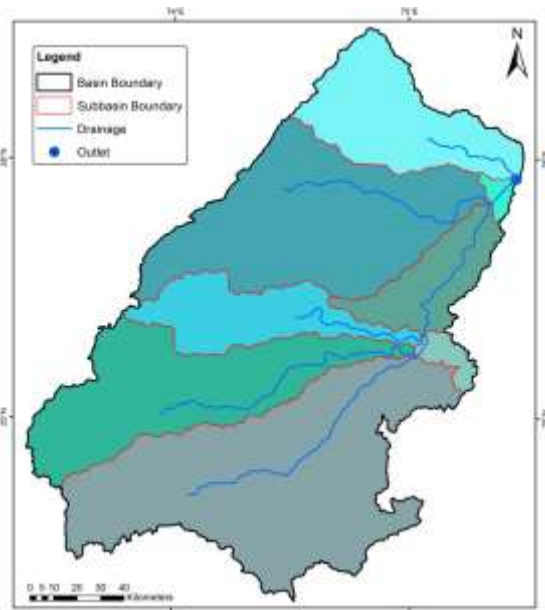 74°E
75°E
N
Legend
Basin Boundary
Subbasin Boundary
Drainage
Outlet
0 5 10 20 30 40
Kilometers